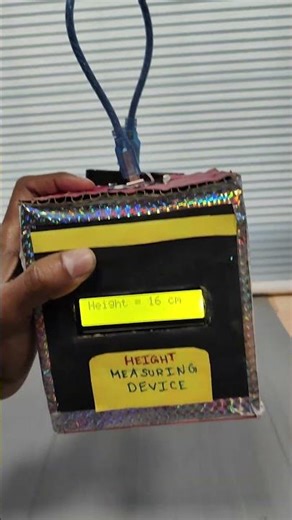 Height = 16 cm
HEIGHT
MEASURING
DEVICE